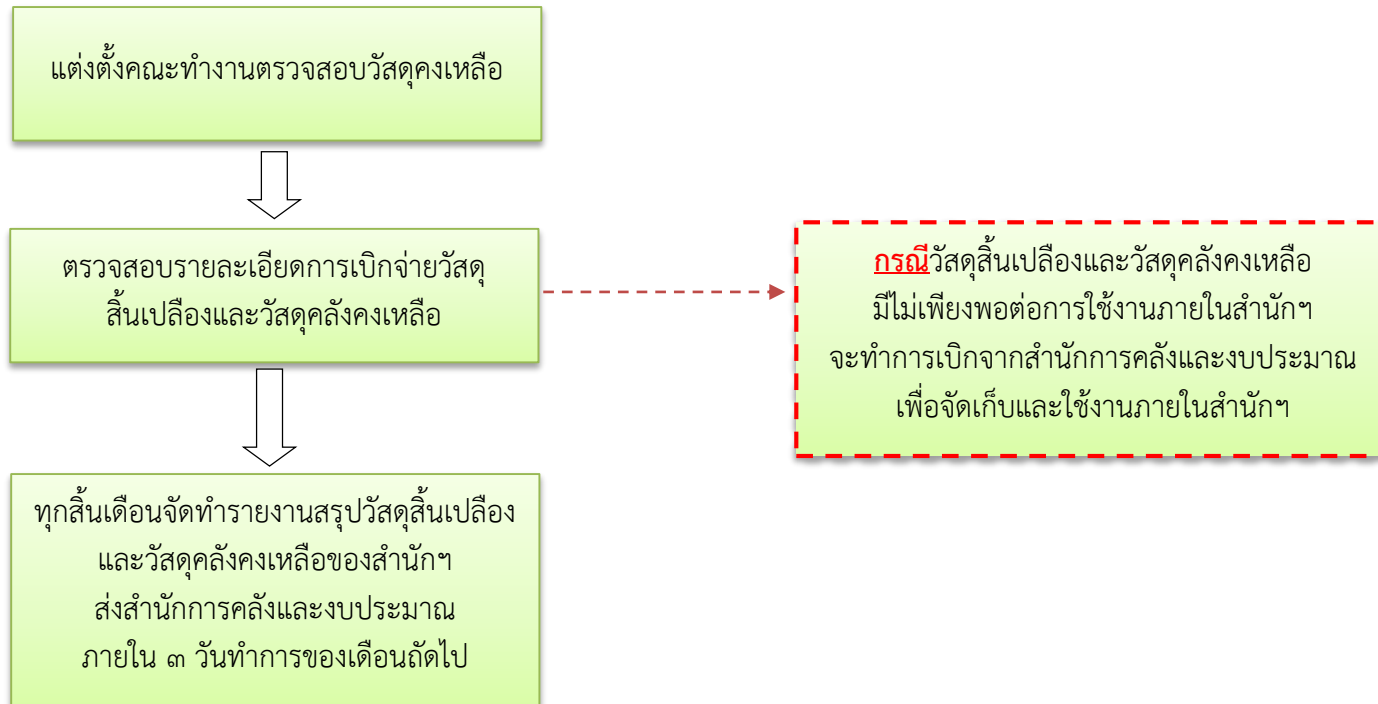 แต่งตั้งคณะทำงานตรวจสอบวัสดุคงเหลือ
ตรวจสอบรายละเอียดการเบิกจ่ายวัสดุ
สิ้นเปลืองและวัสดุคลังคงเหลือ
กรณีวัสดุสิ้นเปลืองและวัสดุคลังคงเหลือ
มีไม่เพียงพอต่อการใช้งานภายในสำนักฯ
จะทำการเบิกจากสำนักการคลังและงบประมาณ
เพื่อจัดเก็บและใช้งานภายในสำนักฯ
ทุกสิ้นเดือนจัดทำรายงานสรุปวัสดุสิ้นเปลือง
และวัสดุคลังคงเหลือของสำนักฯ
ส่งสำนักการคลังและงบประมาณ
ภายใน ๓ วันทำการของเดือนถัดไป